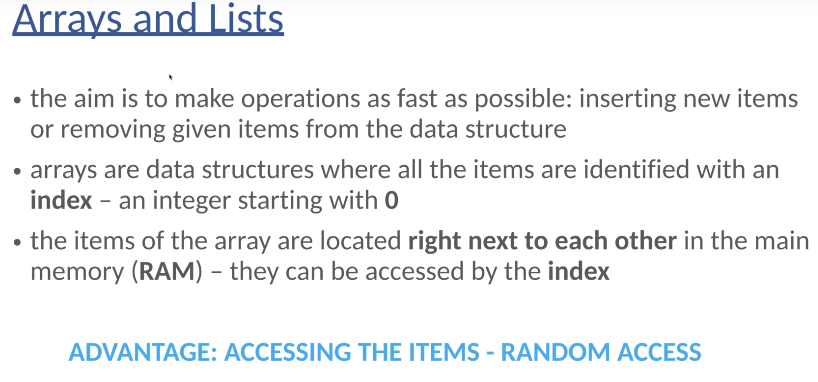 Arrays and Lists
• the aim is to make operations as fast as possible: inserting new items
or removing given items from the data structure
• arrays are data structures where all the items are identified with an
index – an integer starting with 0
• the items of the array are located right next to each other in the main
memory (RAM) – they can be accessed by the index
ADVANTAGE: ACCESSING THE ITEMS - RANDOM ACCESS